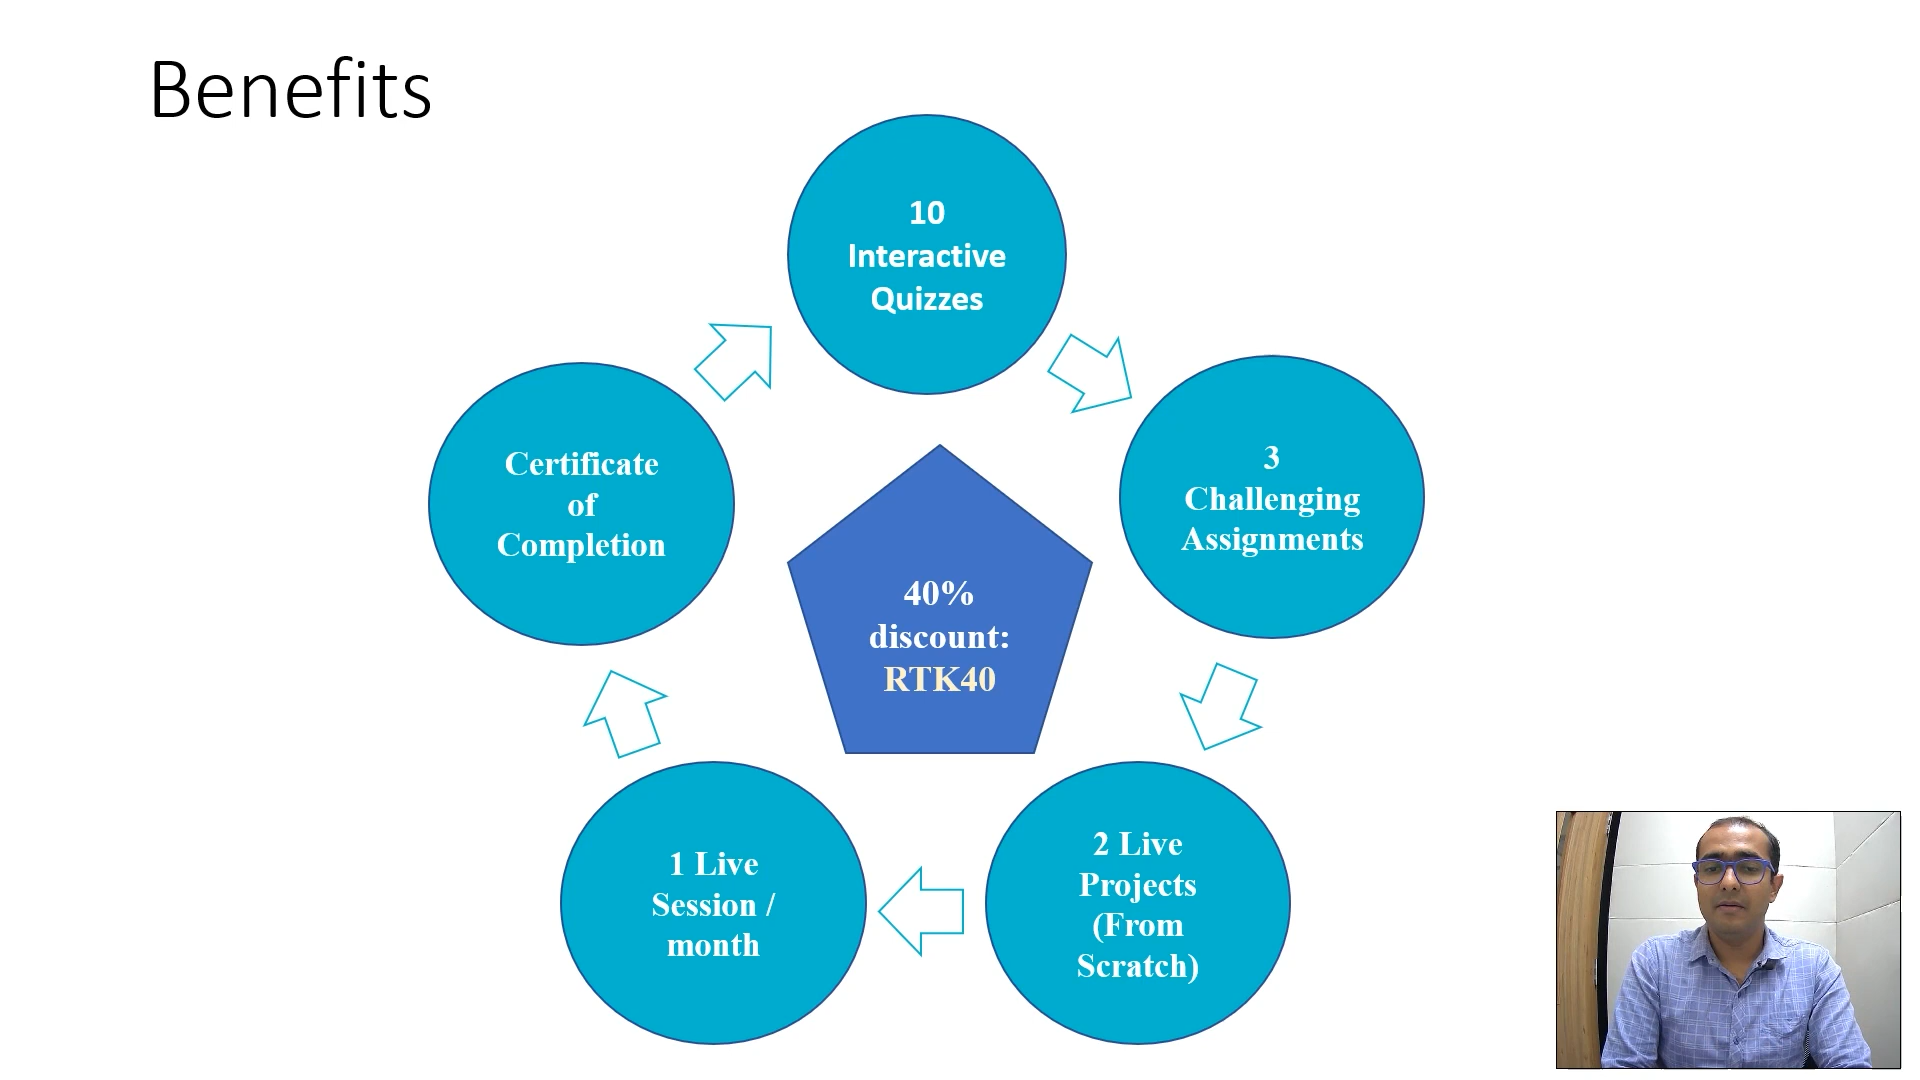 Benefits
10
Interactive
Quizzes
3
Challenging
Assignments
2 Live
Projects
(From
Scratch)
1 Live
Session /
month
Certificate
of
Completion
40%
discount:
RTK40